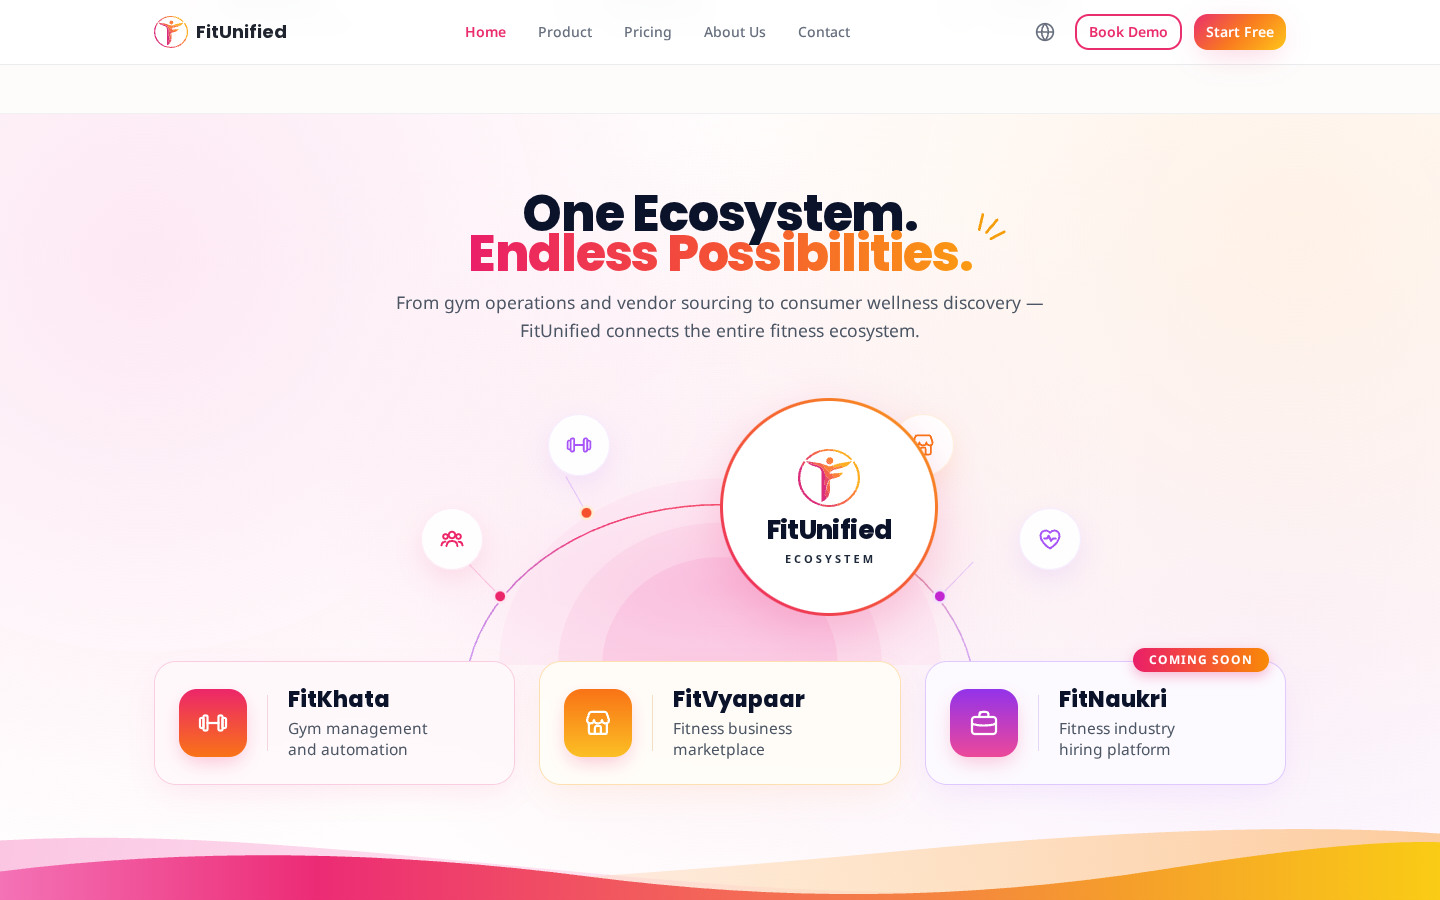 FitUnified
Home
Product
Pricing
About Us
Contact
Book Demo
Start Free
One Ecosystem.
Endless Possibilities.
From gym operations and vendor sourcing to consumer wellness discovery —
FitUnified connects the entire fitness ecosystem.
FitUnified
ECOSYSTEM
FitKhata
Gym management
and automation
FitVyapaar
Fitness business
marketplace
COMING SOON
FitNaukri
Fitness industry
hiring platform